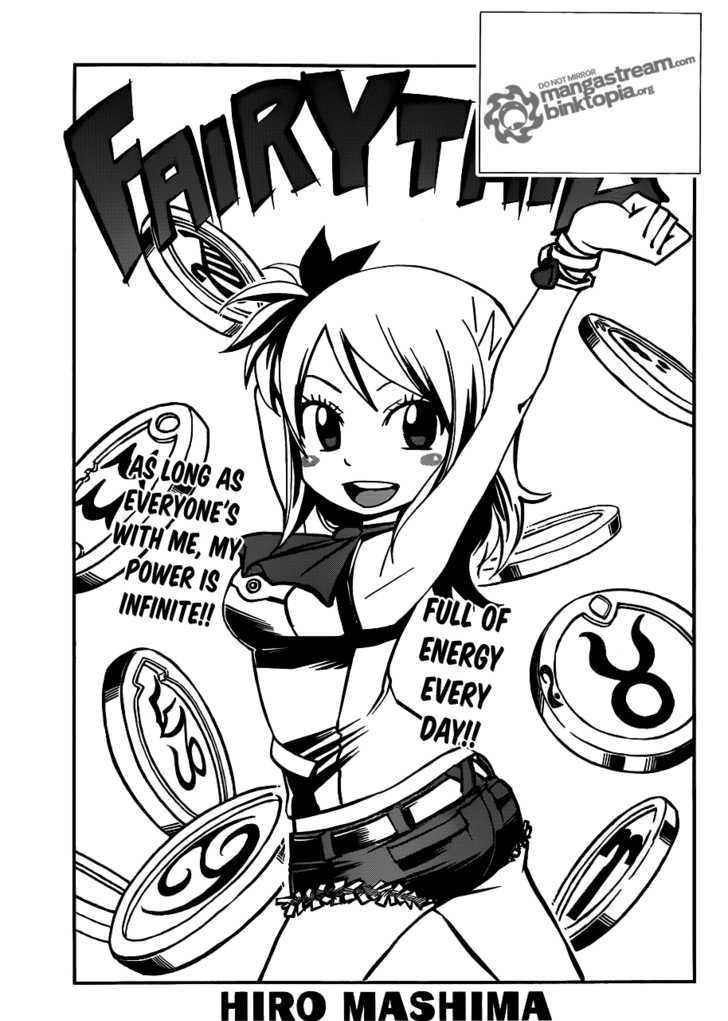 DO NOT MIRROR
mangastream.com
binktopia.org
FAIRY TAIL
AS LONG AS
EVERYONE'S
WITH ME, MY
POWER IS
INFINITE!!
FULL OF
ENERGY
EVERY
DAY!!
HIRO MASHIMA